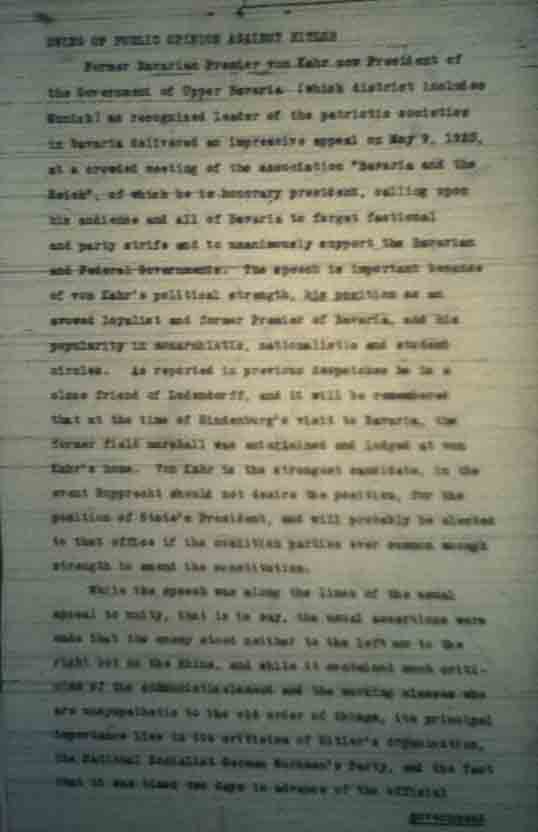 SWING OF PUBLIC OPINION AGAINST HITLER
Former Bavarian Premier von Kahr now President of
the Government of Upper Bavaria (which district includes
Munich) as recognized leader of the patriotic societies
in Bavaria delivered an impressive appeal on May 9, 1923,
at a crowded meeting of the association "Bavaria and the
Reich", of which he is honorary president, calling upon
his audience and all of Bavaria to forget factional
and party strife and to unanimously support the Bavarian
and Federal Governments. The speech is important because
of von Kahr's political strength, his position as an
avowed loyalist and former Premier of Bavaria, and his
popularity in monarchistic, nationalistic and student
circles. As reported in previous despatches he is a
close friend of Ludendorff, and it will be remembered
that at the time of Hindenburg's visit to Bavaria, the
former field marshall was entertained and lodged at von
Kahr's home. Von Kahr is the strongest candidate, in the
event Rupprecht should not desire the position, for the
position of State's President, and will probably be elected
to that office if the coalition parties ever summon enough
strength to amend the constitution.
While the speech was along the lines of the usual
appeal to unity, that is to say, the usual assertions were
made that the enemy stood neither to the left nor to the
right but on the Rhine, and while it contained much criti-
cism of the communistic element and the working classes who
are unsympathetic to the old order of things, its principal
importance lies in its criticism of Hitler's organization,
the National Socialist German Workmen's Party, and the fact
that it was timed two days in advance of the official